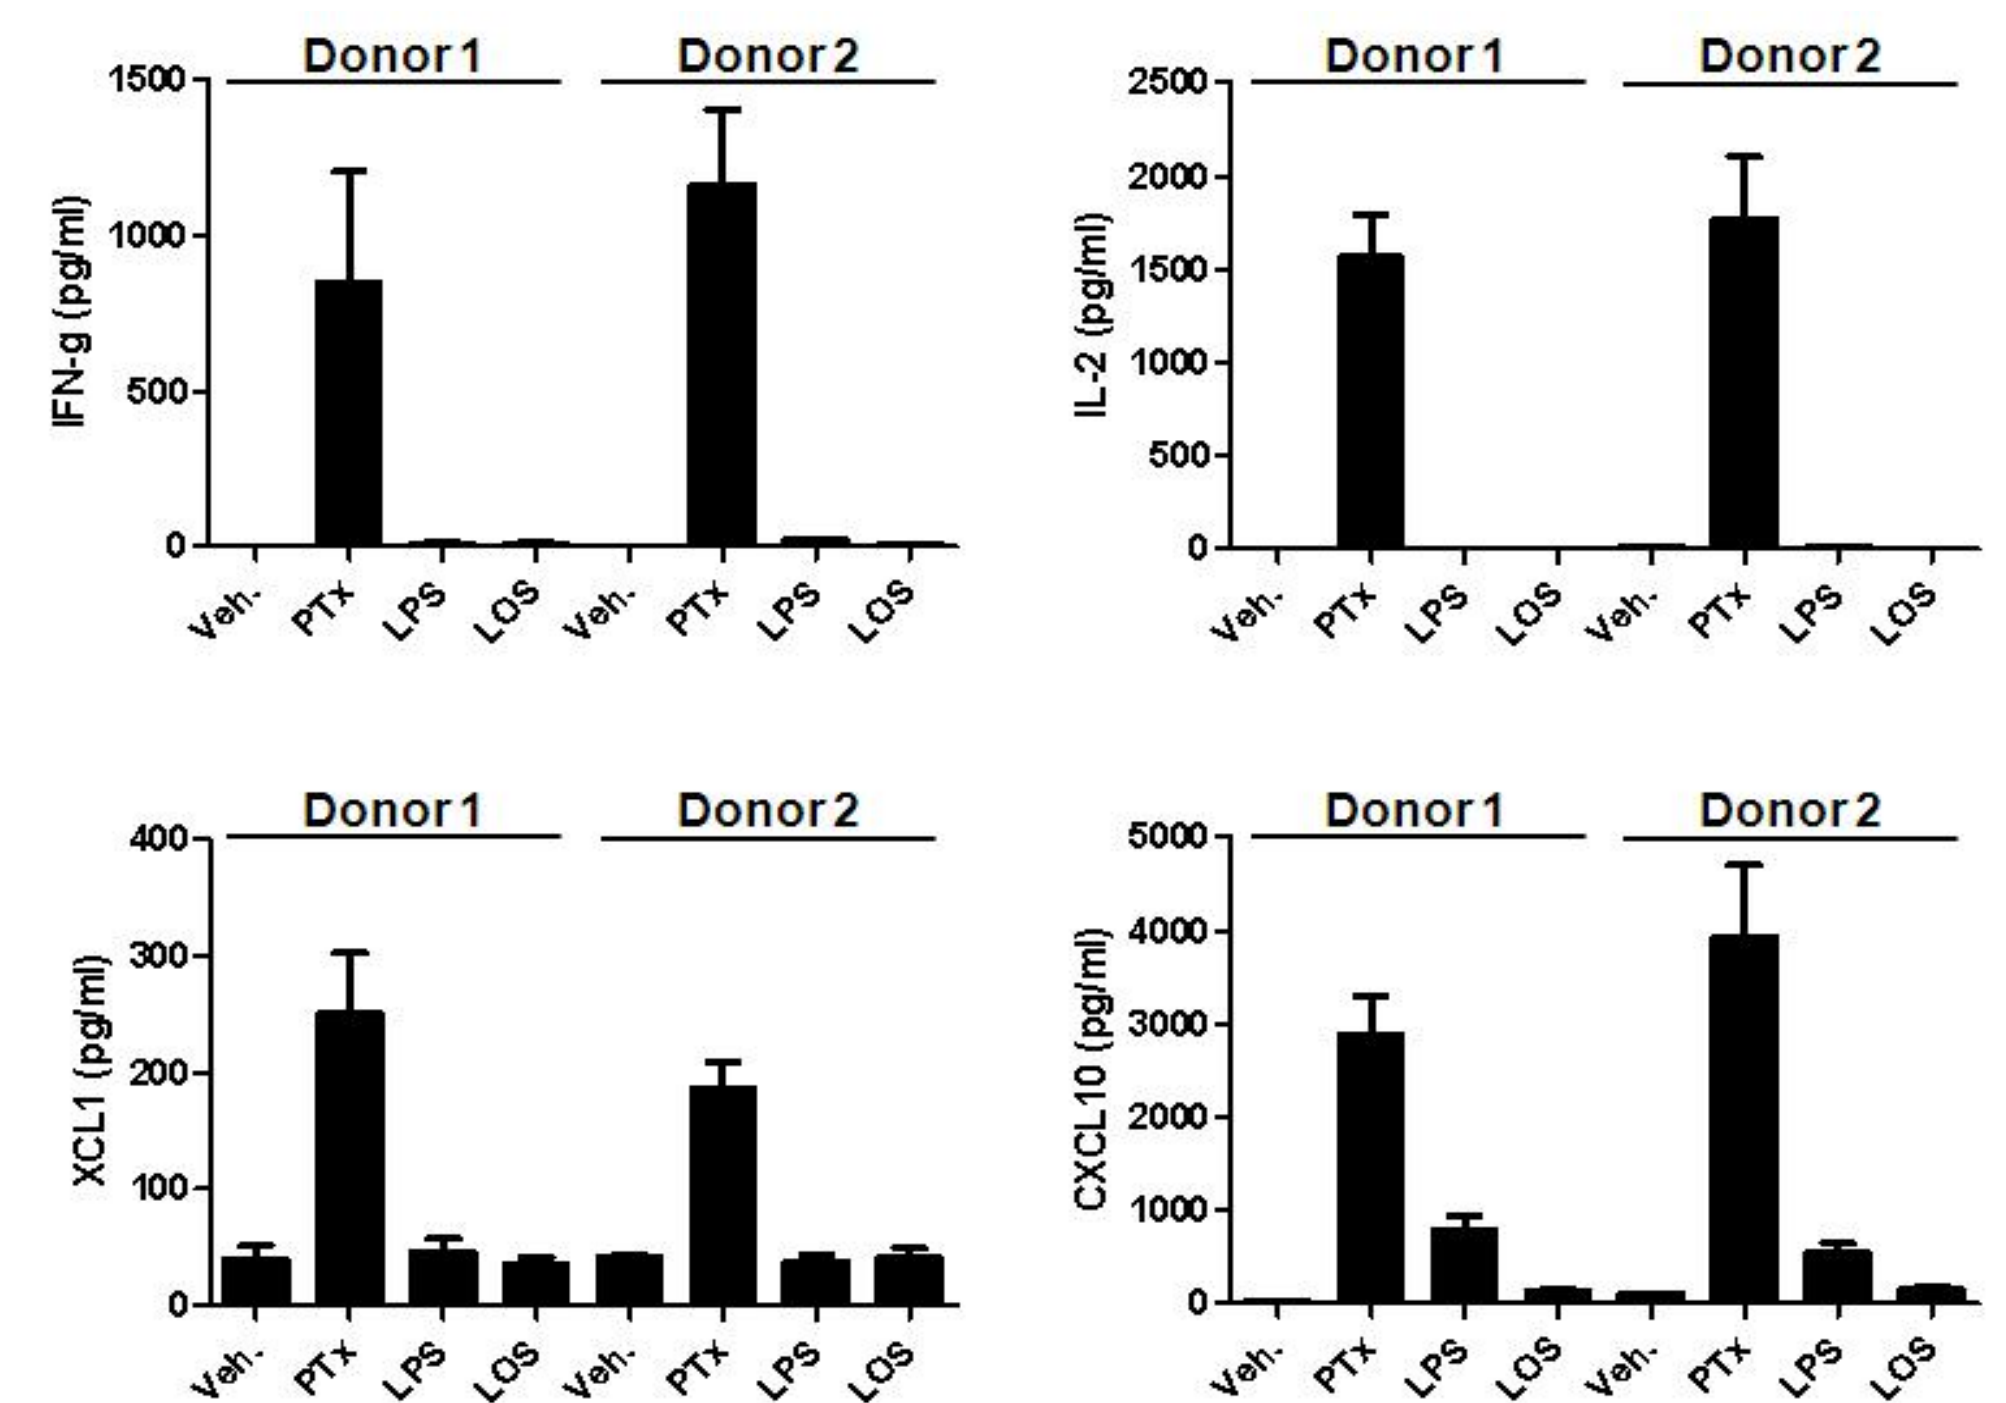 Donor 1 Donor 2
1500
1000
500
0
IFN-g (pg/ml)
Veh. PTx LPS LOS Veh. PTx LPS LOS
Donor 1 Donor 2
2500
2000
1500
1000
500
0
IL-2 (pg/ml)
Veh. PTx LPS LOS Veh. PTx LPS LOS
Donor 1 Donor 2
400
300
200
100
0
XCL1 (pg/ml)
Veh. PTx LPS LOS Veh. PTx LPS LOS
Donor 1 Donor 2
5000
4000
3000
2000
1000
0
CXCL10 (pg/ml)
Veh. PTx LPS LOS Veh. PTx LPS LOS